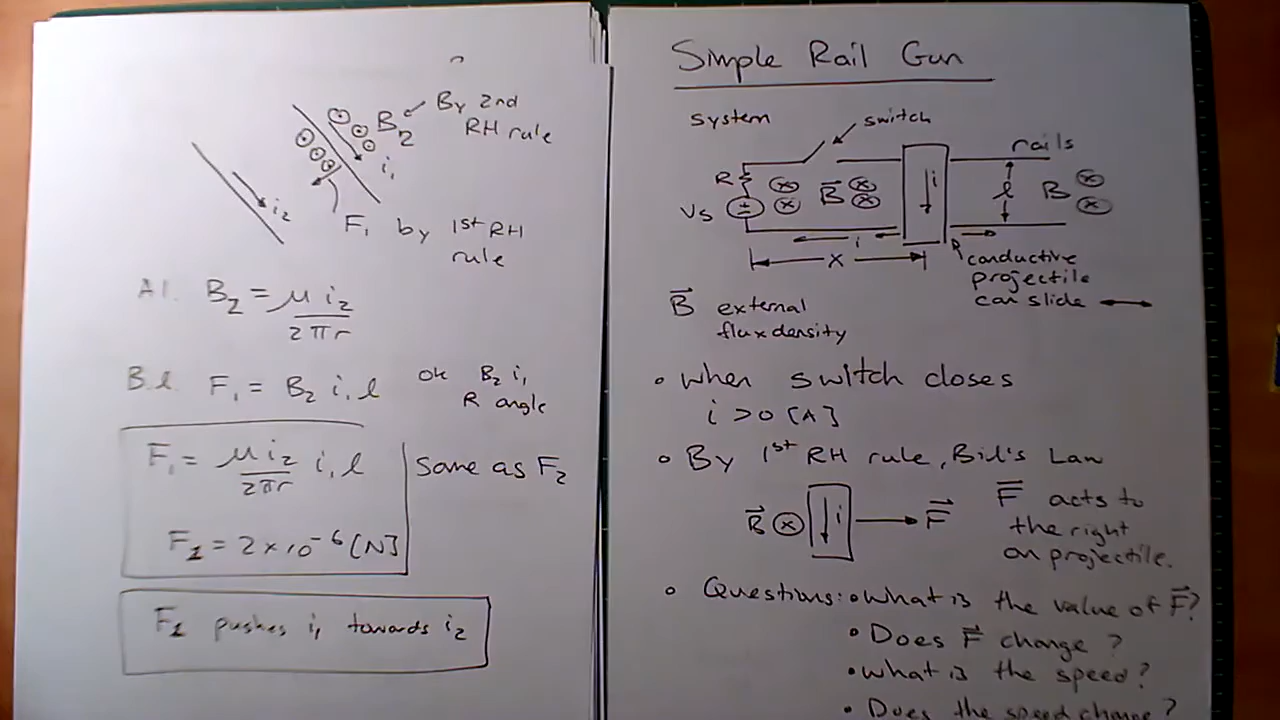 B₂ By 2nd
RH rule
i₁
i₂
F₁ by 1st RH
rule
A1. B₂ = μ i₂
2πr
B.l. F₁ = B₂ i₁ l ok B₂ i₁
R angle
F₁ = μ i₂ i₁ l
2πr
Same as F₂
F₁ = 2 × 10⁻⁶ [N]
F₁ pushes i₁ towards i₂
Simple Rail Gun
system switch
rails
R B⃗ i l B
Vs
i
x
conductive
projectile
can slide
B⃗ external
flux density
• when switch closes
i > 0 [A]
• By 1st RH rule, Bil's Law
B⃗ i F⃗ F⃗ acts to
the right
on projectile.
• Questions: • what is the value of F⃗?
• Does F⃗ change?
• what is the speed?
• Does the speed change?